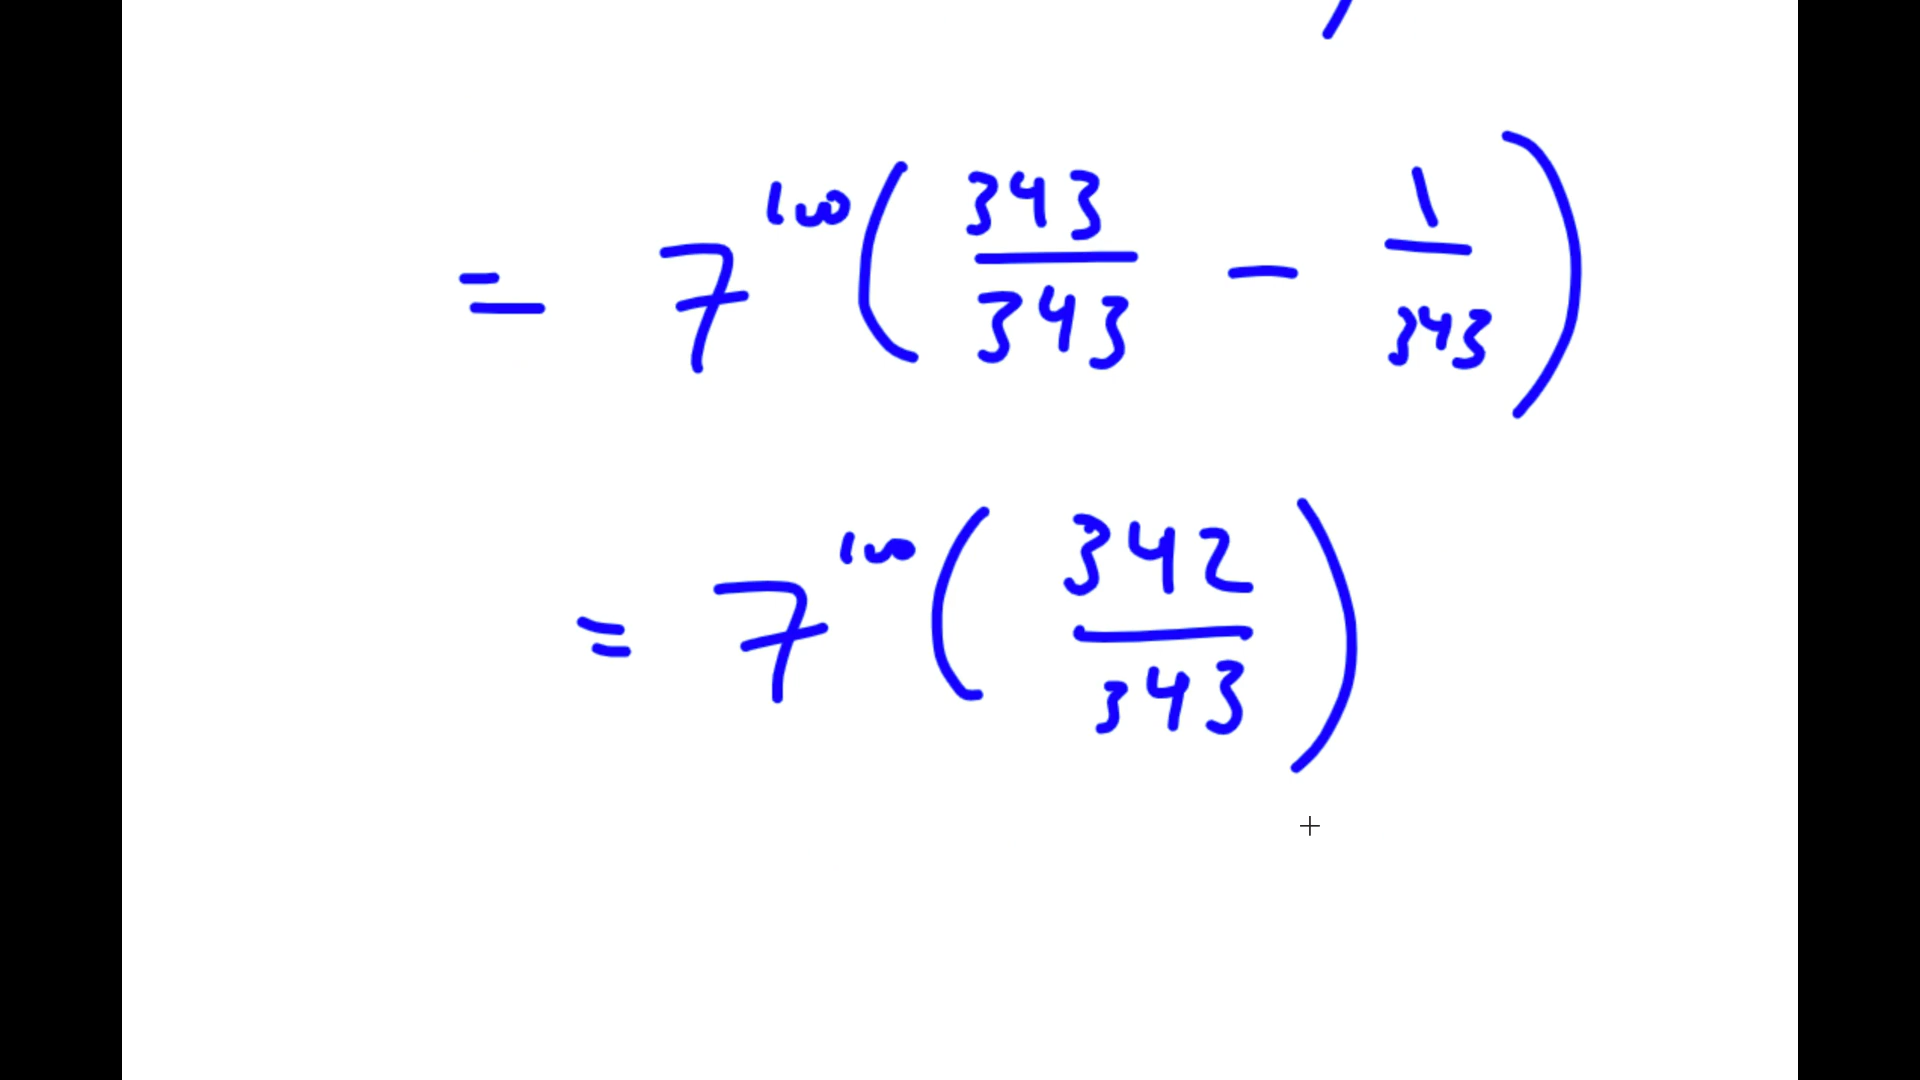 = 7^100 ( 343/343 - 1/343 )
= 7^100 ( 342/343 )